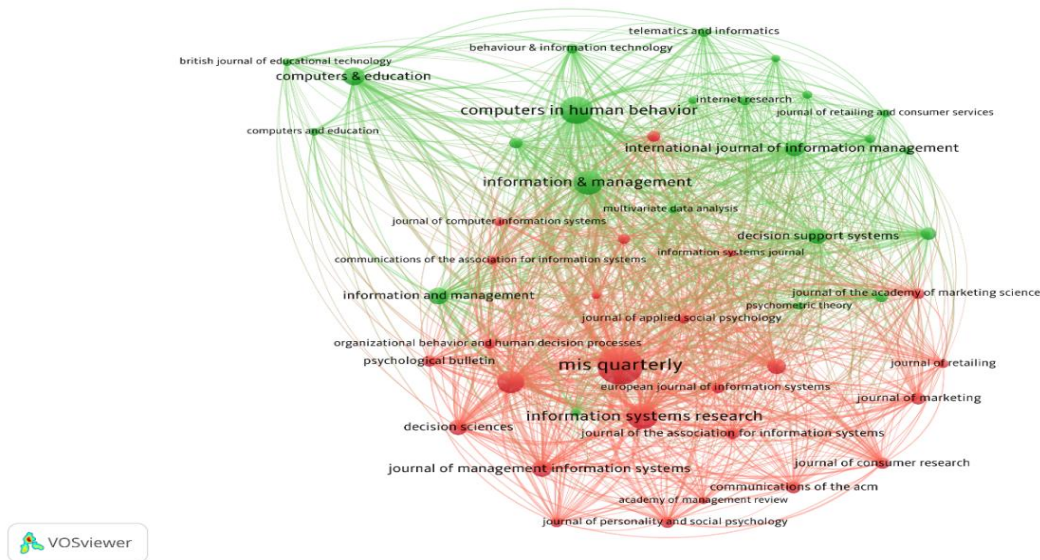 telematics and informatics
behaviour & information technology
british journal of educational technology
computers & education
internet research
computers in human behavior
journal of retailing and consumer services
computers and education
international journal of information management
information & management
multivariate data analysis
journal of computer information systems
decision support systems
information systems journal
communications of the association for information systems
journal of the academy of marketing science
information and management
psychometric theory
journal of applied social psychology
organizational behavior and human decision processes
psychological bulletin
mis quarterly
journal of retailing
european journal of information systems
journal of marketing
information systems research
decision sciences
journal of the association for information systems
journal of consumer research
journal of management information systems
communications of the acm
academy of management review
journal of personality and social psychology
VOSviewer